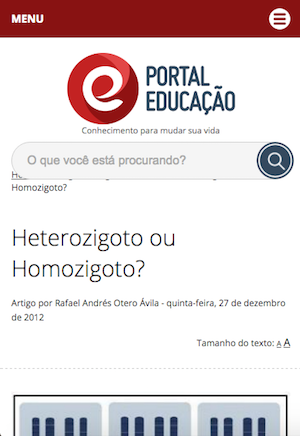 MENU
PORTAL
EDUCAÇÃO
Conhecimento para mudar sua vida
O que você está procurando?
Homozigoto?
Heterozigoto ou
Homozigoto?
Artigo por Rafael Andrés Otero Ávila - quinta-feira, 27 de dezembro
de 2012
Tamanho do texto: A A